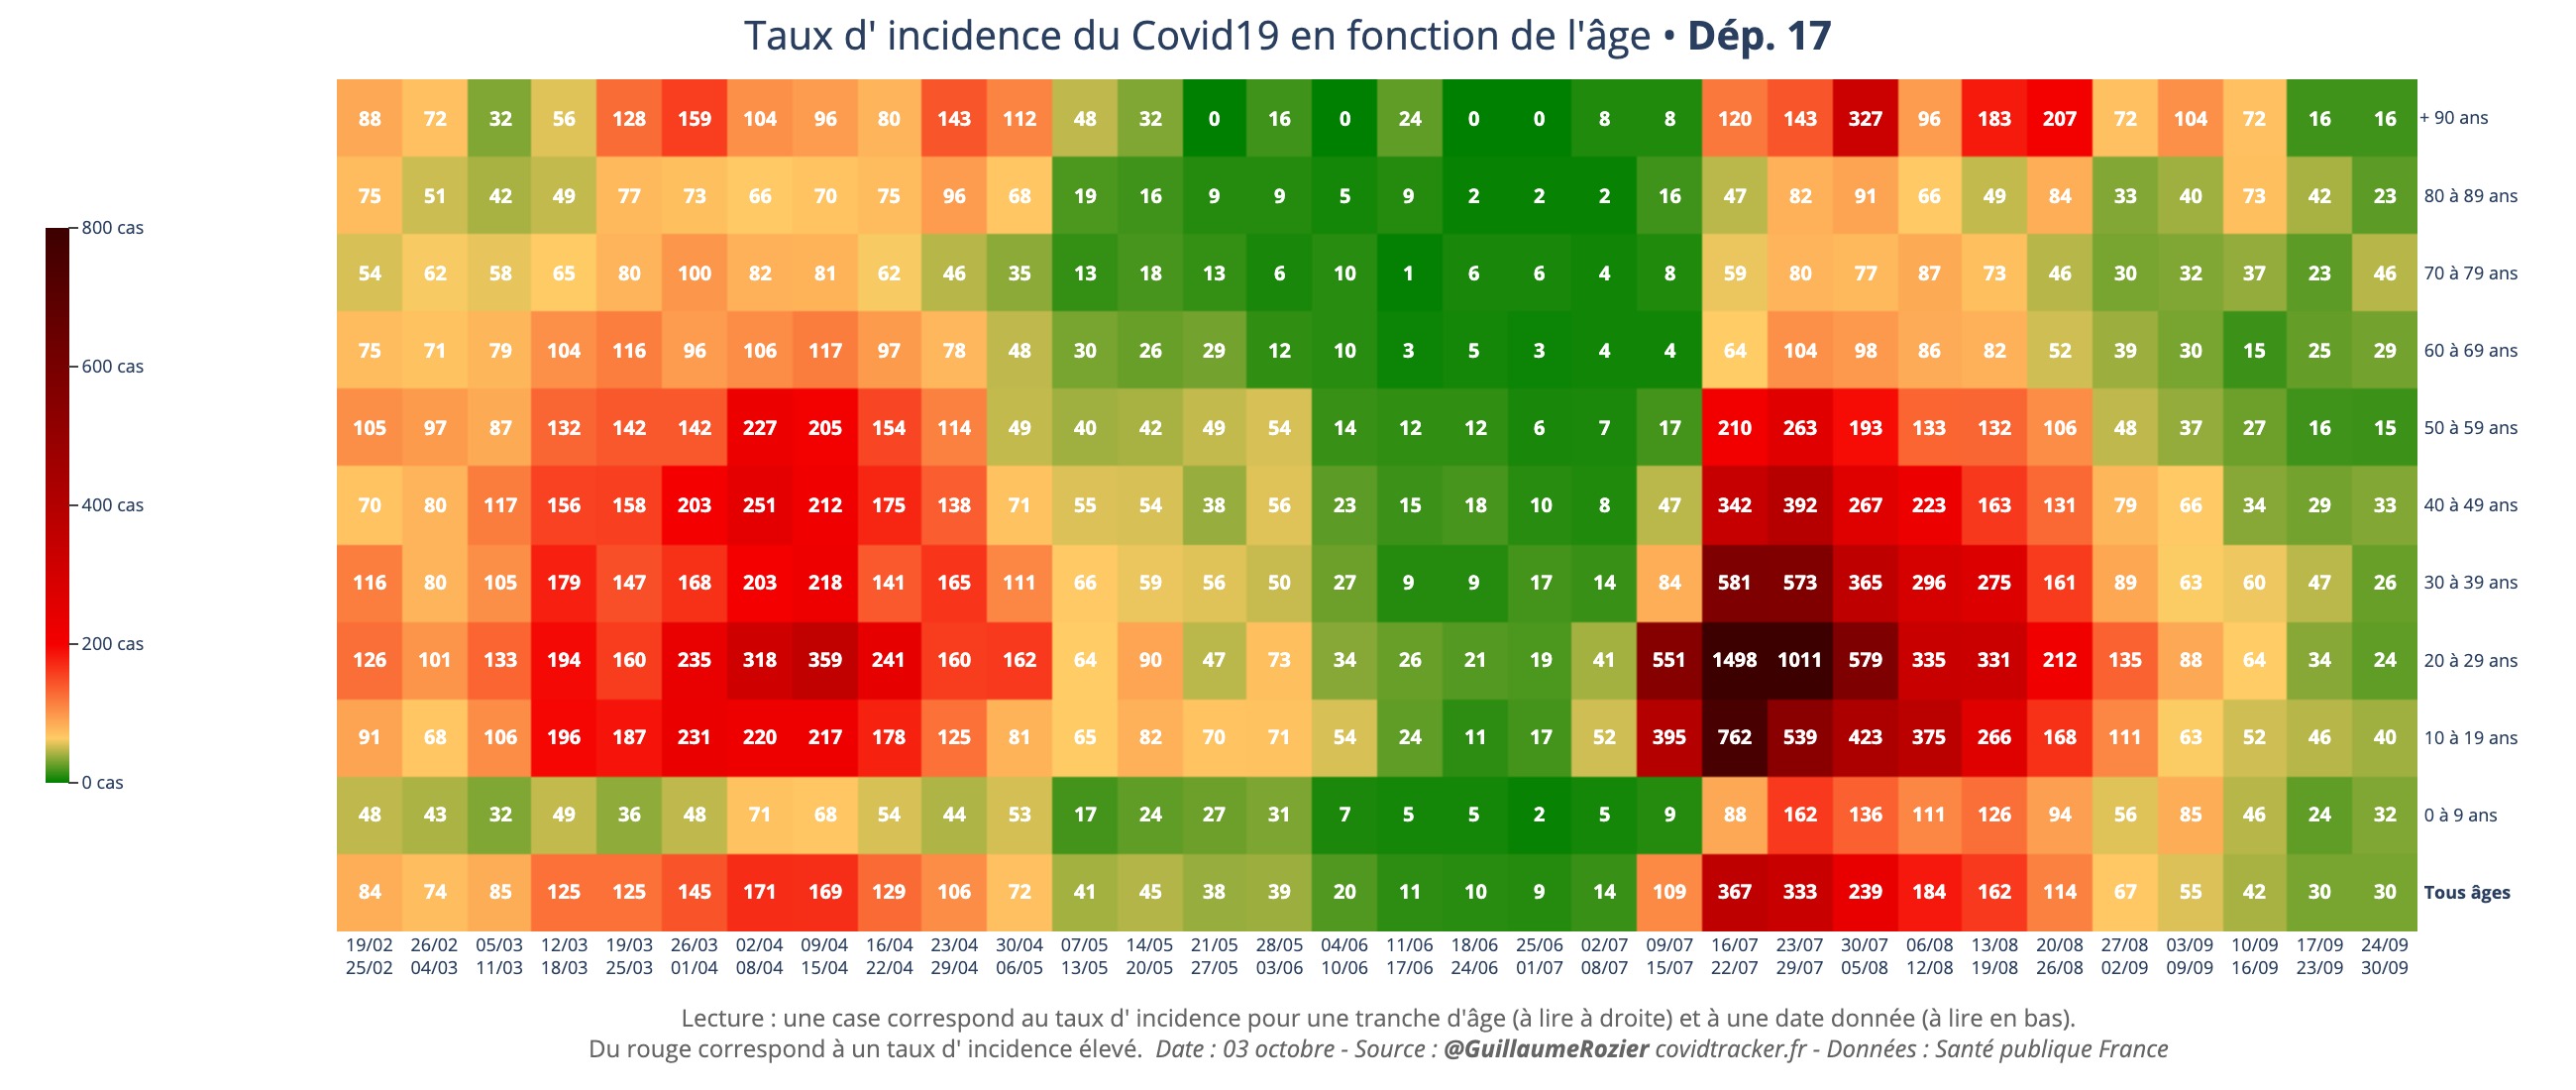 Taux d' incidence du Covid19 en fonction de l'âge • Dép. 17
88 72 32 56 128 159 104 96 80 143 112 48 32 0 16 0 24 0 0 8 8 120 143 327 96 183 207 72 104 72 16 16 + 90 ans
75 51 42 49 77 73 66 70 75 96 68 19 16 9 9 5 9 2 2 2 16 47 82 91 66 49 84 33 40 73 42 23 80 à 89 ans
54 62 58 65 80 100 82 81 62 46 35 13 18 13 6 10 1 6 6 4 8 59 80 77 87 73 46 30 32 37 23 46 70 à 79 ans
75 71 79 104 116 96 106 117 97 78 48 30 26 29 12 10 3 5 3 4 4 64 104 98 86 82 52 39 30 15 25 29 60 à 69 ans
105 97 87 132 142 142 227 205 154 114 49 40 42 49 54 14 12 12 6 7 17 210 263 193 133 132 106 48 37 27 16 15 50 à 59 ans
70 80 117 156 158 203 251 212 175 138 71 55 54 38 56 23 15 18 10 8 47 342 392 267 223 163 131 79 66 34 29 33 40 à 49 ans
116 80 105 179 147 168 203 218 141 165 111 66 59 56 50 27 9 9 17 14 84 581 573 365 296 275 161 89 63 60 47 26 30 à 39 ans
126 101 133 194 160 235 318 359 241 160 162 64 90 47 73 34 26 21 19 41 551 1498 1011 579 335 331 212 135 88 64 34 24 20 à 29 ans
91 68 106 196 187 231 220 217 178 125 81 65 82 70 71 54 24 11 17 52 395 762 539 423 375 266 168 111 63 52 46 40 10 à 19 ans
48 43 32 49 36 48 71 68 54 44 53 17 24 27 31 7 5 5 2 5 9 88 162 136 111 126 94 56 85 46 24 32 0 à 9 ans
84 74 85 125 125 145 171 169 129 106 72 41 45 38 39 20 11 10 9 14 109 367 333 239 184 162 114 67 55 42 30 30 Tous âges
19/02 26/02 05/03 12/03 19/03 26/03 02/04 09/04 16/04 23/04 30/04 07/05 14/05 21/05 28/05 04/06 11/06 18/06 25/06 02/07 09/07 16/07 23/07 30/07 06/08 13/08 20/08 27/08 03/09 10/09 17/09 24/09
25/02 04/03 11/03 18/03 25/03 01/04 08/04 15/04 22/04 29/04 06/05 13/05 20/05 27/05 03/06 10/06 17/06 24/06 01/07 08/07 15/07 22/07 29/07 05/08 12/08 19/08 26/08 02/09 09/09 16/09 23/09 30/09
800 cas
600 cas
400 cas
200 cas
0 cas
Lecture : une case correspond au taux d' incidence pour une tranche d'âge (à lire à droite) et à une date donnée (à lire en bas).
Du rouge correspond à un taux d' incidence élevé. Date : 03 octobre - Source : @GuillaumeRozier covidtracker.fr - Données : Santé publique France